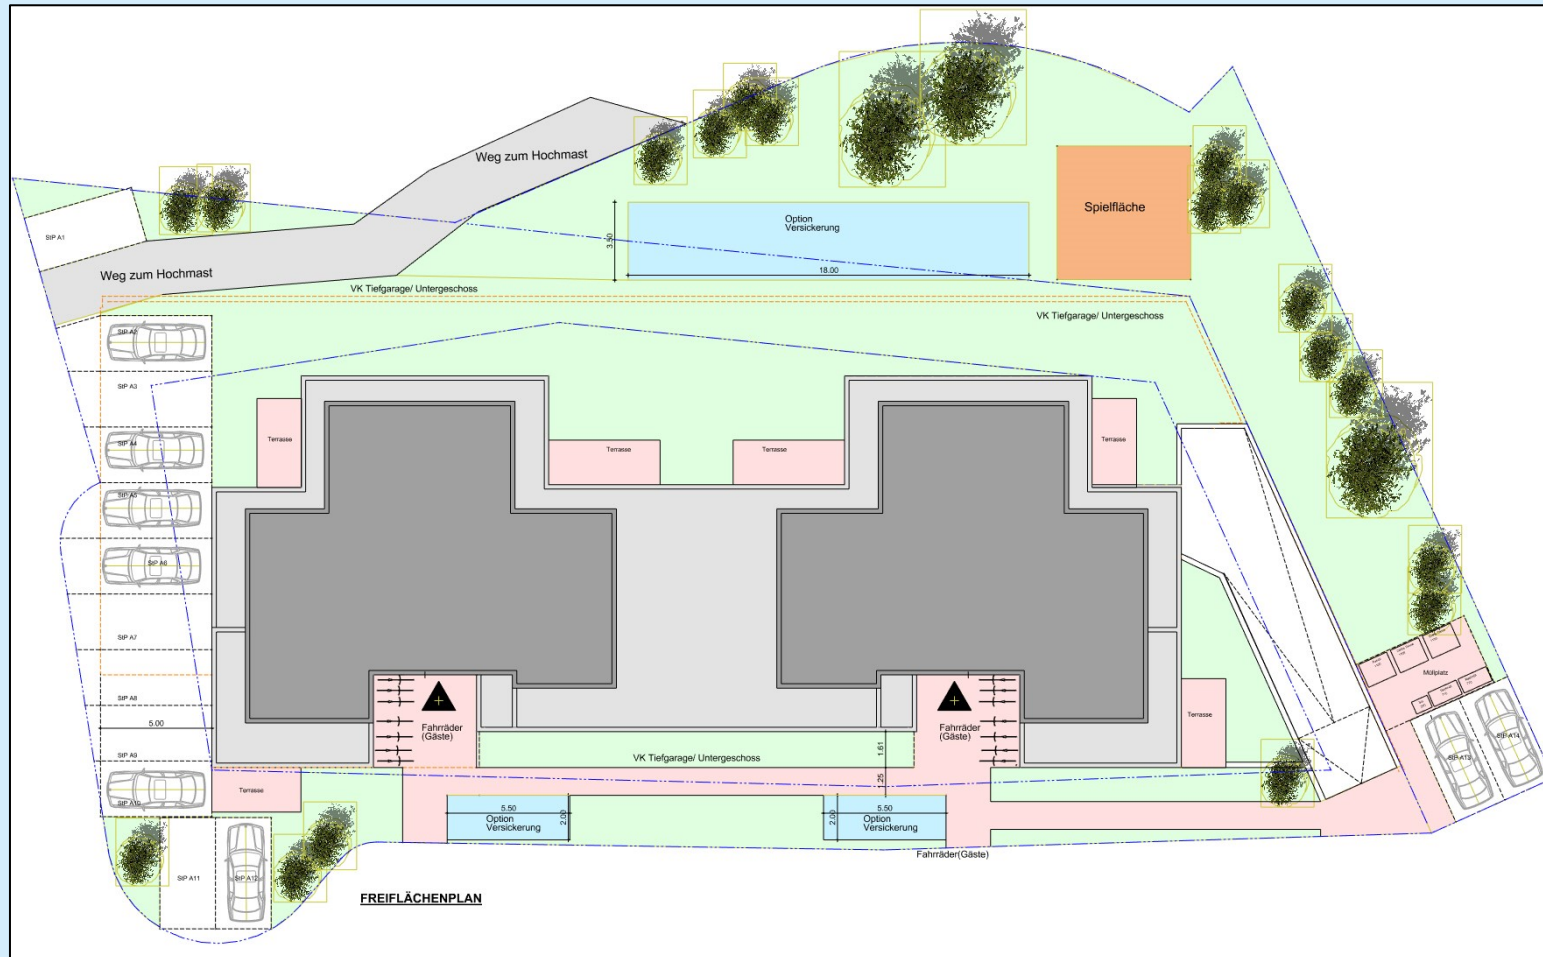 Weg zum Hochmast
StP A1
Spielfläche
Option
Versickerung
3.50
18.00
Weg zum Hochmast
VK Tiefgarage/ Untergeschoss
VK Tiefgarage/ Untergeschoss
StP A2
StP A3
StP A4
StP A5
StP A6
StP A7
StP A8
5.00
StP A9
StP A10
Terrasse
Terrasse
Terrasse
Terrasse
Müllplatz
Terrasse
Fahrräder
(Gäste)
Fahrräder
(Gäste)
VK Tiefgarage/ Untergeschoss
1.61
1.25
StP A13
StP A14
Terrasse
5.50
Option
Versickerung
2.00
5.50
Option
Versickerung
2.00
Fahrräder(Gäste)
StP A11
StP A12
FREIFLÄCHENPLAN